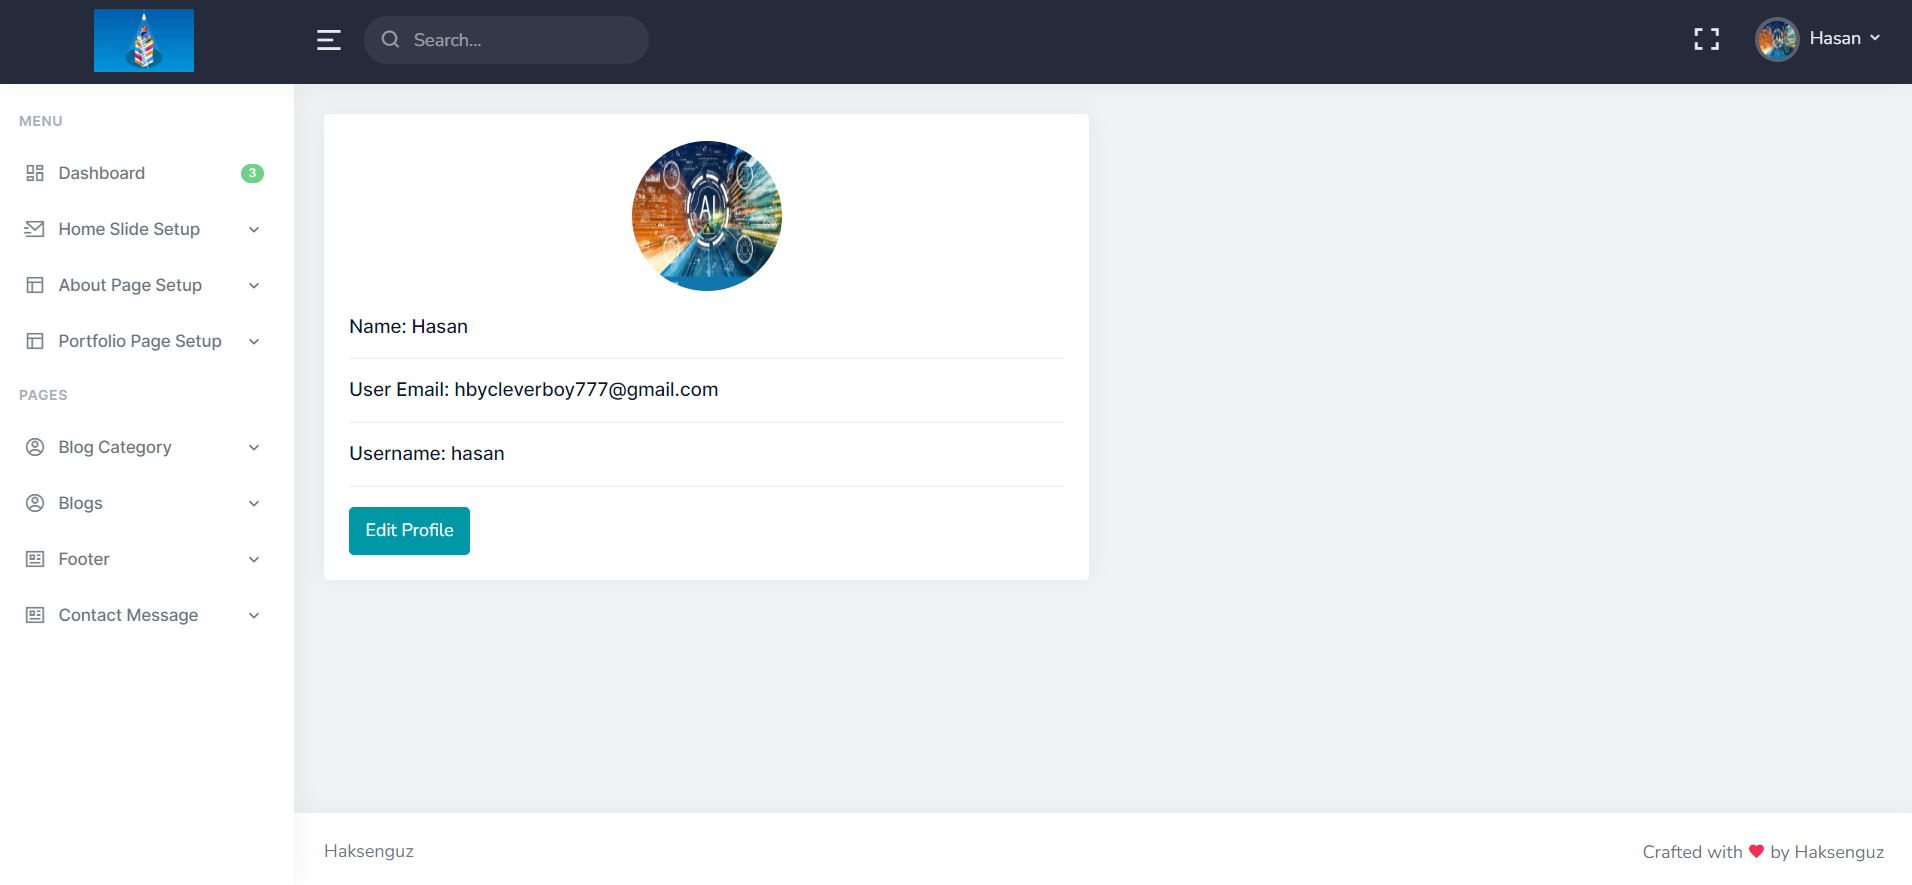 Search...
Hasan
MENU
Dashboard 3
Home Slide Setup
About Page Setup
Portfolio Page Setup
PAGES
Blog Category
Blogs
Footer
Contact Message
AI
Name: Hasan
User Email: hbycleverboy777@gmail.com
Username: hasan
Edit Profile
Haksenguz
Crafted with ❤ by Haksenguz